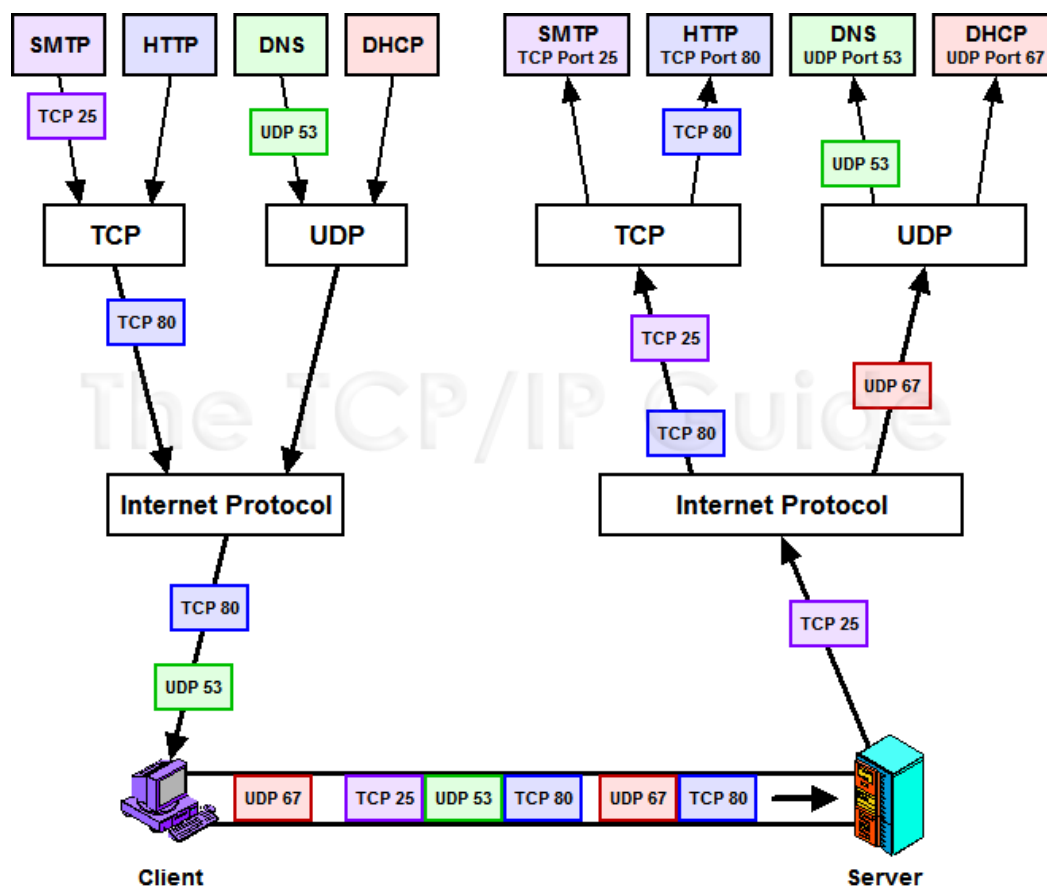 SMTP
HTTP
DNS
DHCP
SMTP
TCP Port 25
HTTP
TCP Port 80
DNS
UDP Port 53
DHCP
UDP Port 67
TCP 25
UDP 53
TCP 80
UDP 53
TCP
UDP
TCP
UDP
TCP 80
TCP 25
UDP 67
The TCP/IP Guide
TCP 80
Internet Protocol
Internet Protocol
TCP 80
TCP 25
UDP 53
UDP 67
TCP 25
UDP 53
TCP 80
UDP 67
TCP 80
Client
Server